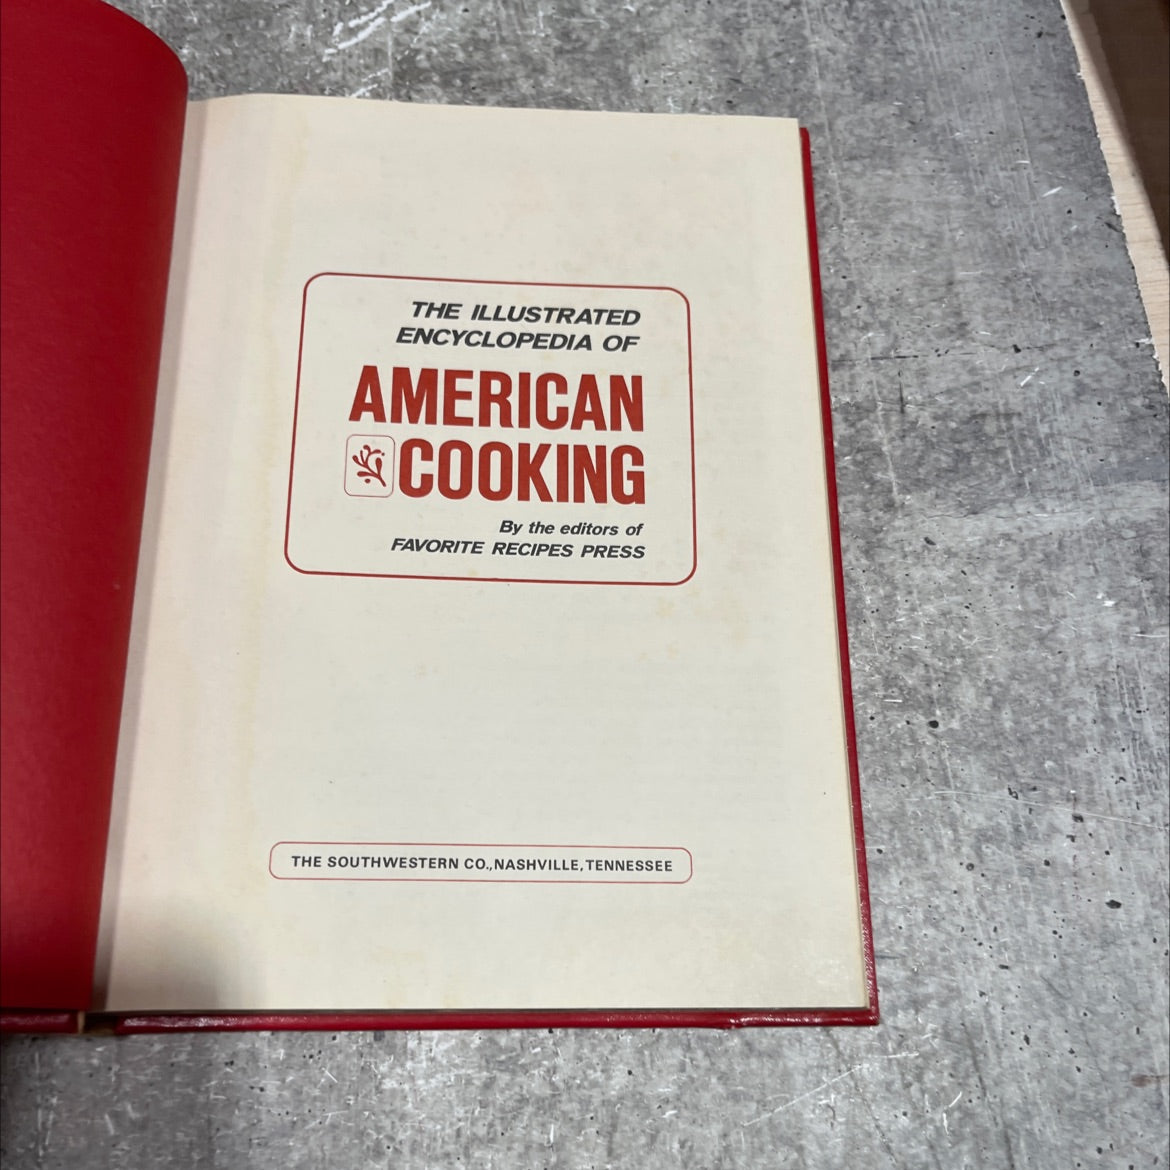 THE ILLUSTRATED
ENCYCLOPEDIA OF
AMERICAN
COOKING
By the editors of
FAVORITE RECIPES PRESS
THE SOUTHWESTERN CO., NASHVILLE, TENNESSEE